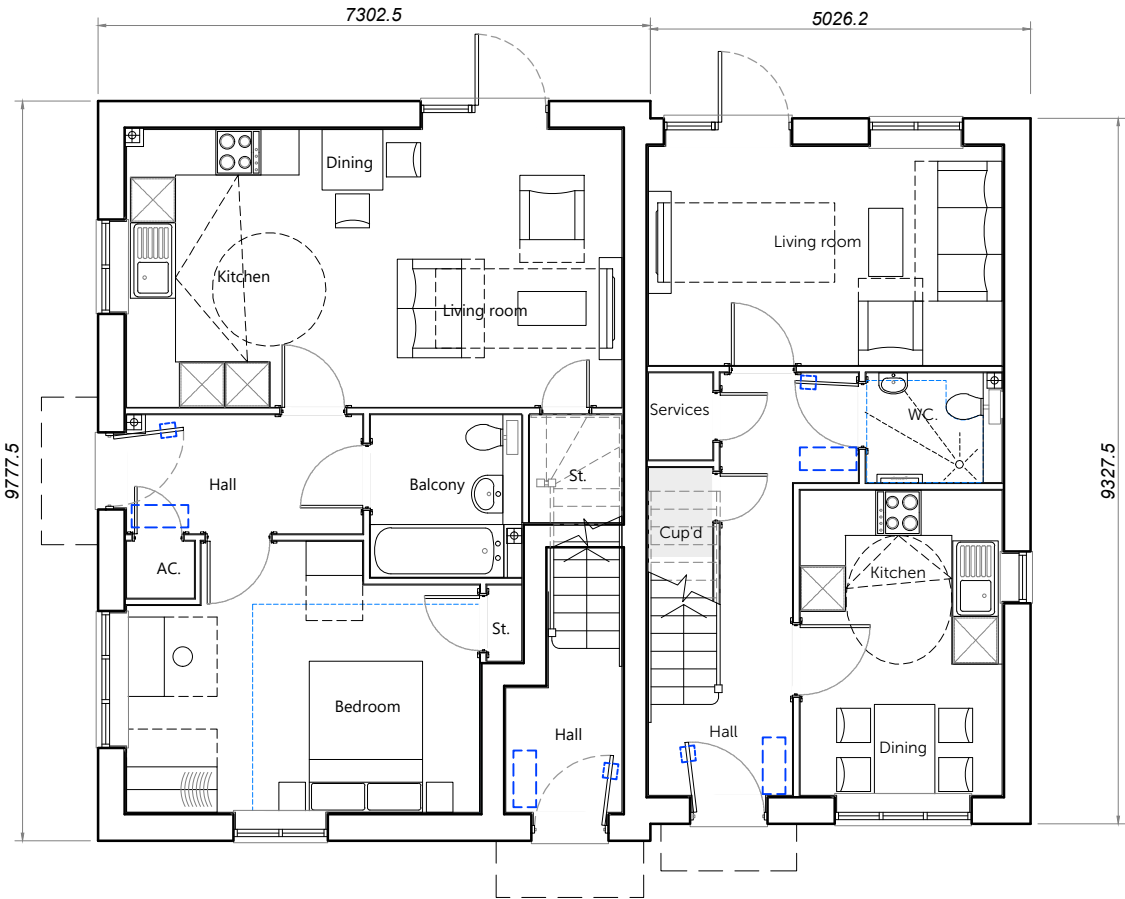 7302.5
5026.2
Dining
Living room
Kitchen
Living room
Services
WC.
9777.5
9327.5
Hall
Balcony
St.
Cup'd
AC.
Kitchen
St.
Bedroom
Hall
Hall
Dining